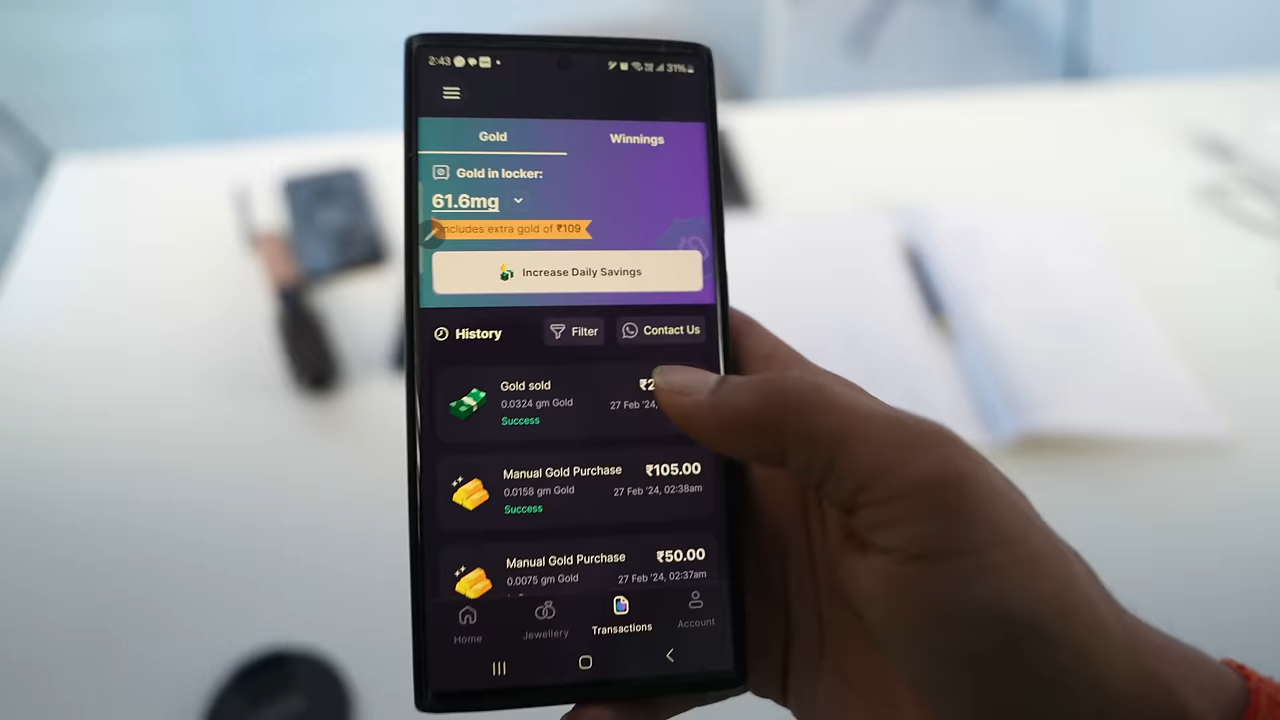 2:43
31%
Gold
Winnings
Gold in locker:
61.6mg
includes extra gold of ₹109
Increase Daily Savings
History
Filter
Contact Us
Gold sold
₹2
0.0324 gm Gold
27 Feb '24,
Success
Manual Gold Purchase
₹105.00
0.0158 gm Gold
27 Feb '24, 02:38am
Success
Manual Gold Purchase
₹50.00
0.0075 gm Gold
27 Feb '24, 02:37am
Home
Jewellery
Transactions
Account